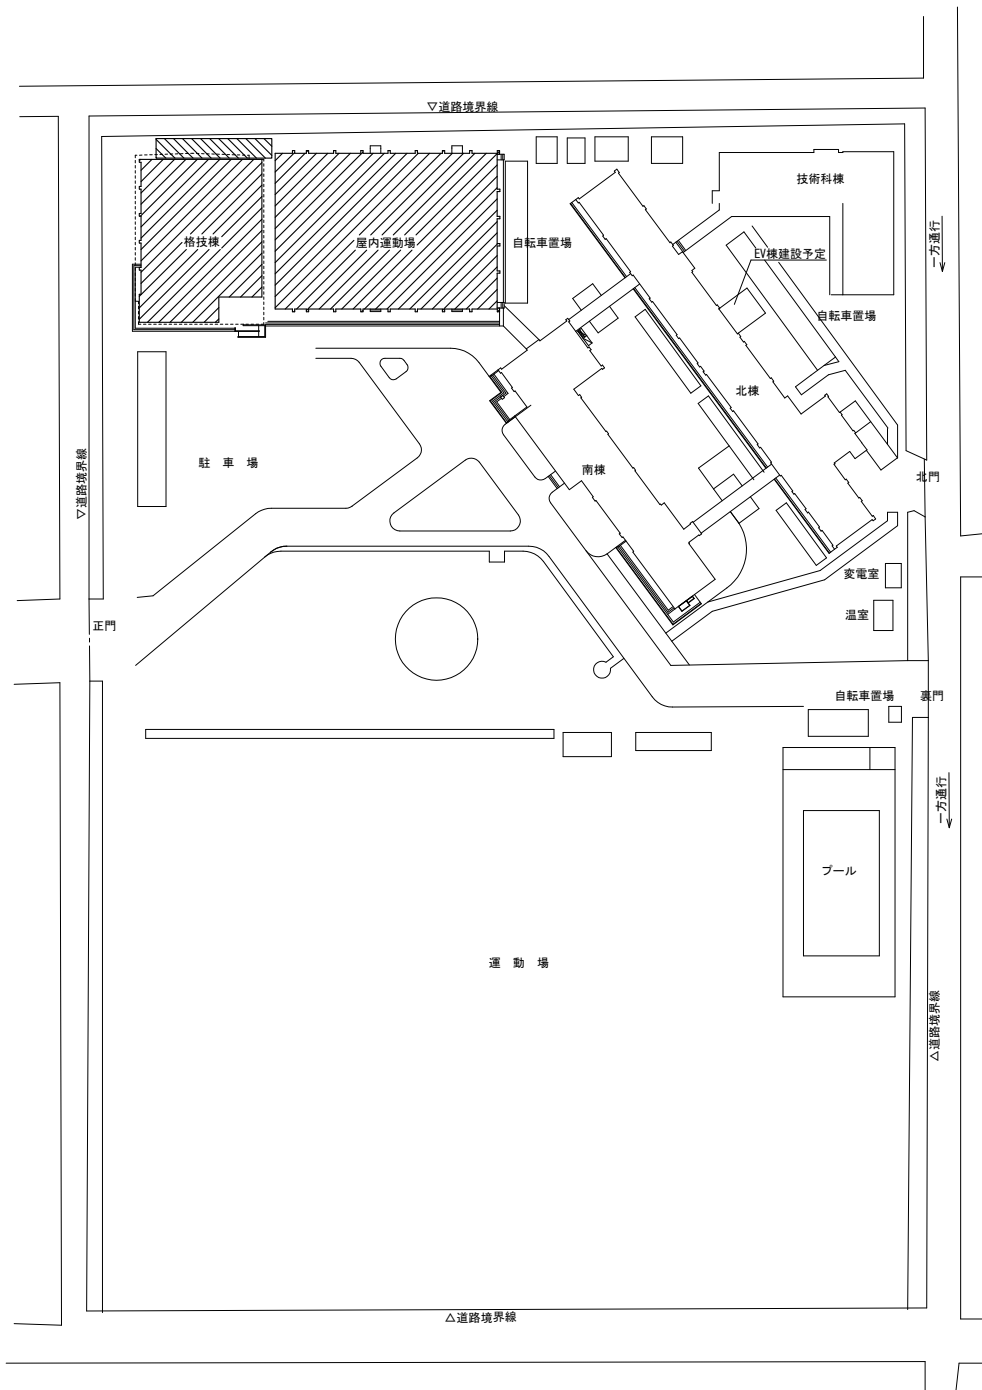 ▽道路境界線
技術科棟
一方通行
格技棟
屋内運動場
自転車置場
EV棟建設予定
自転車置場
北棟
駐車場
南棟
▽道路境界線
北門
変電室
温室
正門
自転車置場
裏門
一方通行
プール
運動場
△道路境界線
△道路境界線